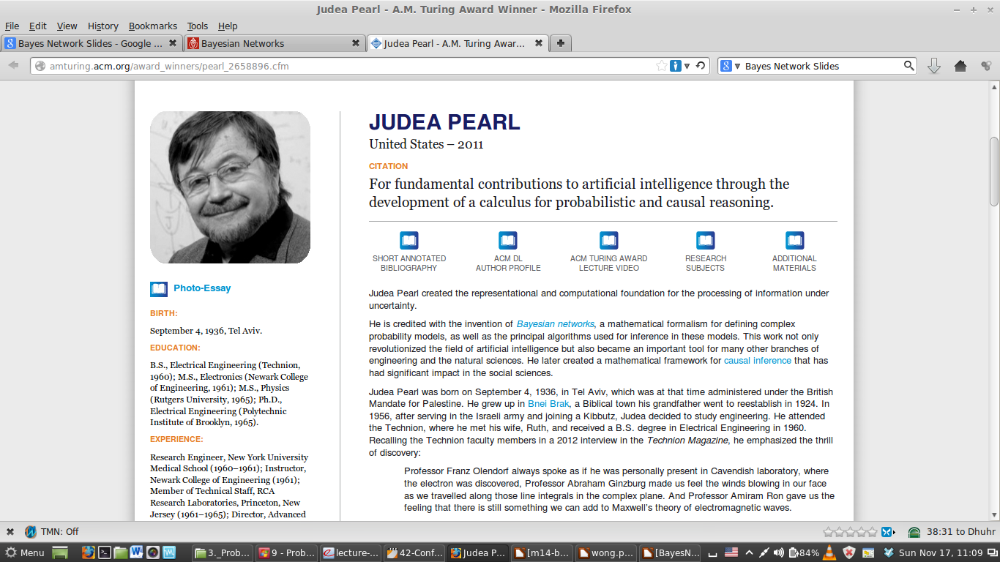 Judea Pearl - A.M. Turing Award Winner - Mozilla Firefox
File Edit View History Bookmarks Tools Help
Bayes Network Slides - Google ...
Bayesian Networks
Judea Pearl - A.M. Turing Awar...
amturing.acm.org/award_winners/pearl_2658896.cfm
Bayes Network Slides
Photo-Essay
BIRTH:
September 4, 1936, Tel Aviv.
EDUCATION:
B.S., Electrical Engineering (Technion,
1960); M.S., Electronics (Newark College
of Engineering, 1961); M.S., Physics
(Rutgers University, 1965); Ph.D.,
Electrical Engineering (Polytechnic
Institute of Brooklyn, 1965).
EXPERIENCE:
Research Engineer, New York University
Medical School (1960–1961); Instructor,
Newark College of Engineering (1961);
Member of Technical Staff, RCA
Research Laboratories, Princeton, New
Jersey (1961–1965); Director, Advanced
JUDEA PEARL
United States – 2011
CITATION
For fundamental contributions to artificial intelligence through the
development of a calculus for probabilistic and causal reasoning.
SHORT ANNOTATED
BIBLIOGRAPHY
ACM DL
AUTHOR PROFILE
ACM TURING AWARD
LECTURE VIDEO
RESEARCH
SUBJECTS
ADDITIONAL
MATERIALS
Judea Pearl created the representational and computational foundation for the processing of information under
uncertainty.
He is credited with the invention of Bayesian networks, a mathematical formalism for defining complex
probability models, as well as the principal algorithms used for inference in these models. This work not only
revolutionized the field of artificial intelligence but also became an important tool for many other branches of
engineering and the natural sciences. He later created a mathematical framework for causal inference that has
had significant impact in the social sciences.
Judea Pearl was born on September 4, 1936, in Tel Aviv, which was at that time administered under the British
Mandate for Palestine. He grew up in Bnei Brak, a Biblical town his grandfather went to reestablish in 1924. In
1956, after serving in the Israeli army and joining a Kibbutz, Judea decided to study engineering. He attended
the Technion, where he met his wife, Ruth, and received a B.S. degree in Electrical Engineering in 1960.
Recalling the Technion faculty members in a 2012 interview in the Technion Magazine, he emphasized the thrill
of discovery:
Professor Franz Olendorf always spoke as if he was personally present in Cavendish laboratory, where
the electron was discovered, Professor Abraham Ginzburg made us feel the winds blowing in our face
as we travelled along those line integrals in the complex plane. And Professor Amiram Ron gave us the
feeling that there is still something we can add to Maxwell's theory of electromagnetic waves.
TMN: Off
38:31 to Dhuhr
Menu
3._Prob...
9 - Prob...
lecture-...
42-Conf...
Judea P...
[m14-b...
wong.p...
[BayesN...
84%
Sun Nov 17, 11:09